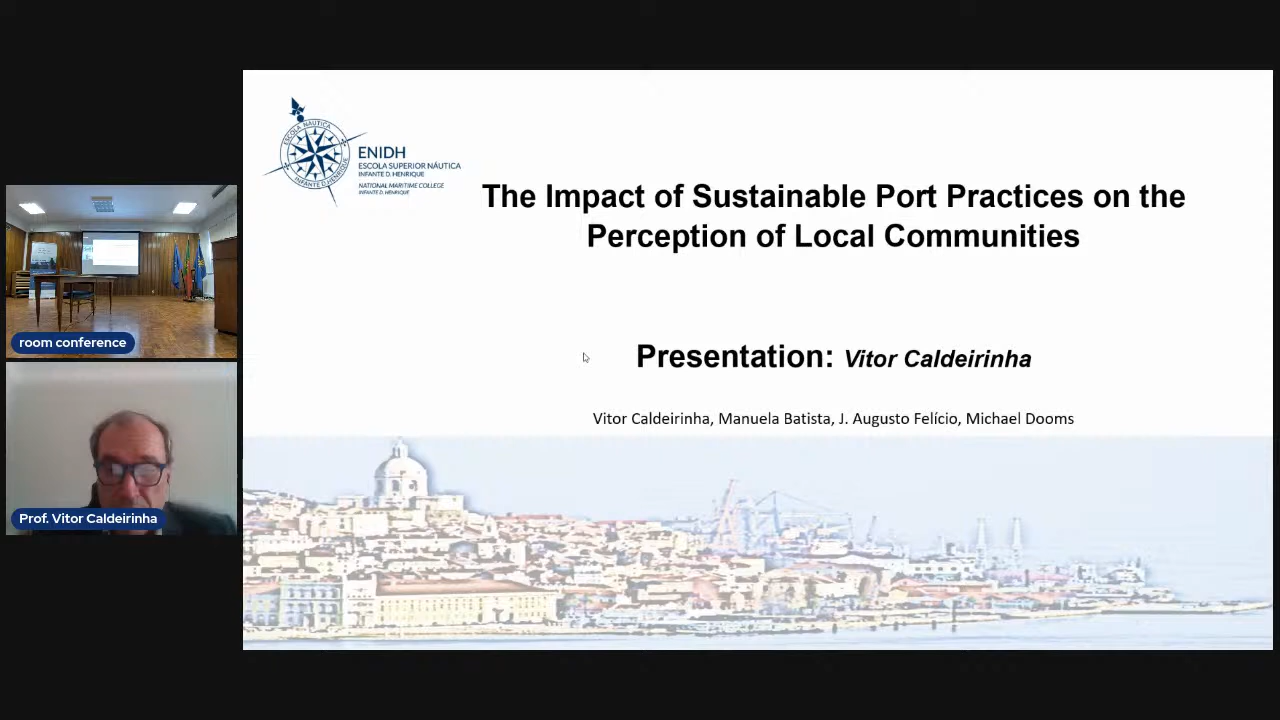 ESCOLA NÁUTICA
INFANTE D. HENRIQUE
ENIDH
ESCOLA SUPERIOR NÁUTICA
INFANTE D. HENRIQUE
NATIONAL MARITIME COLLEGE
INFANTE D. HENRIQUE
The Impact of Sustainable Port Practices on the
Perception of Local Communities
Presentation: Vitor Caldeirinha
Vitor Caldeirinha, Manuela Batista, J. Augusto Felício, Michael Dooms
room conference
Prof. Vitor Caldeirinha